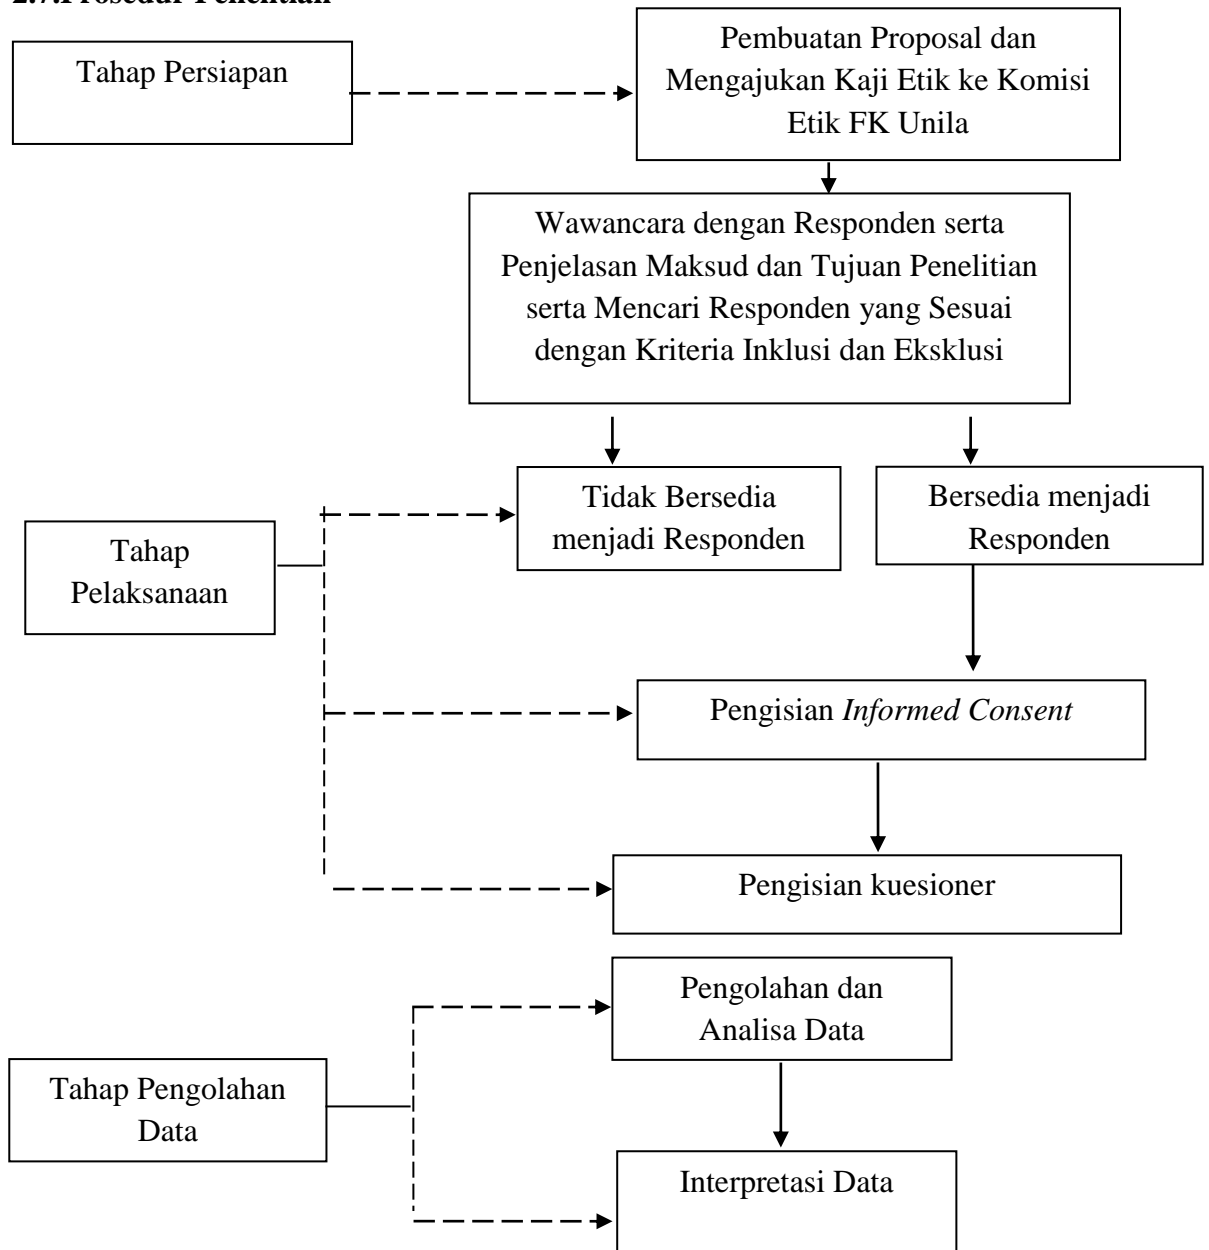 2.7.Prosedur Penelitian
Tahap Persiapan
Pembuatan Proposal dan
Mengajukan Kaji Etik ke Komisi
Etik FK Unila
Wawancara dengan Responden serta
Penjelasan Maksud dan Tujuan Penelitian
serta Mencari Responden yang Sesuai
dengan Kriteria Inklusi dan Eksklusi
Tidak Bersedia
menjadi Responden
Bersedia menjadi
Responden
Tahap
Pelaksanaan
Pengisian Informed Consent
Pengisian kuesioner
Pengolahan dan
Analisa Data
Tahap Pengolahan
Data
Interpretasi Data